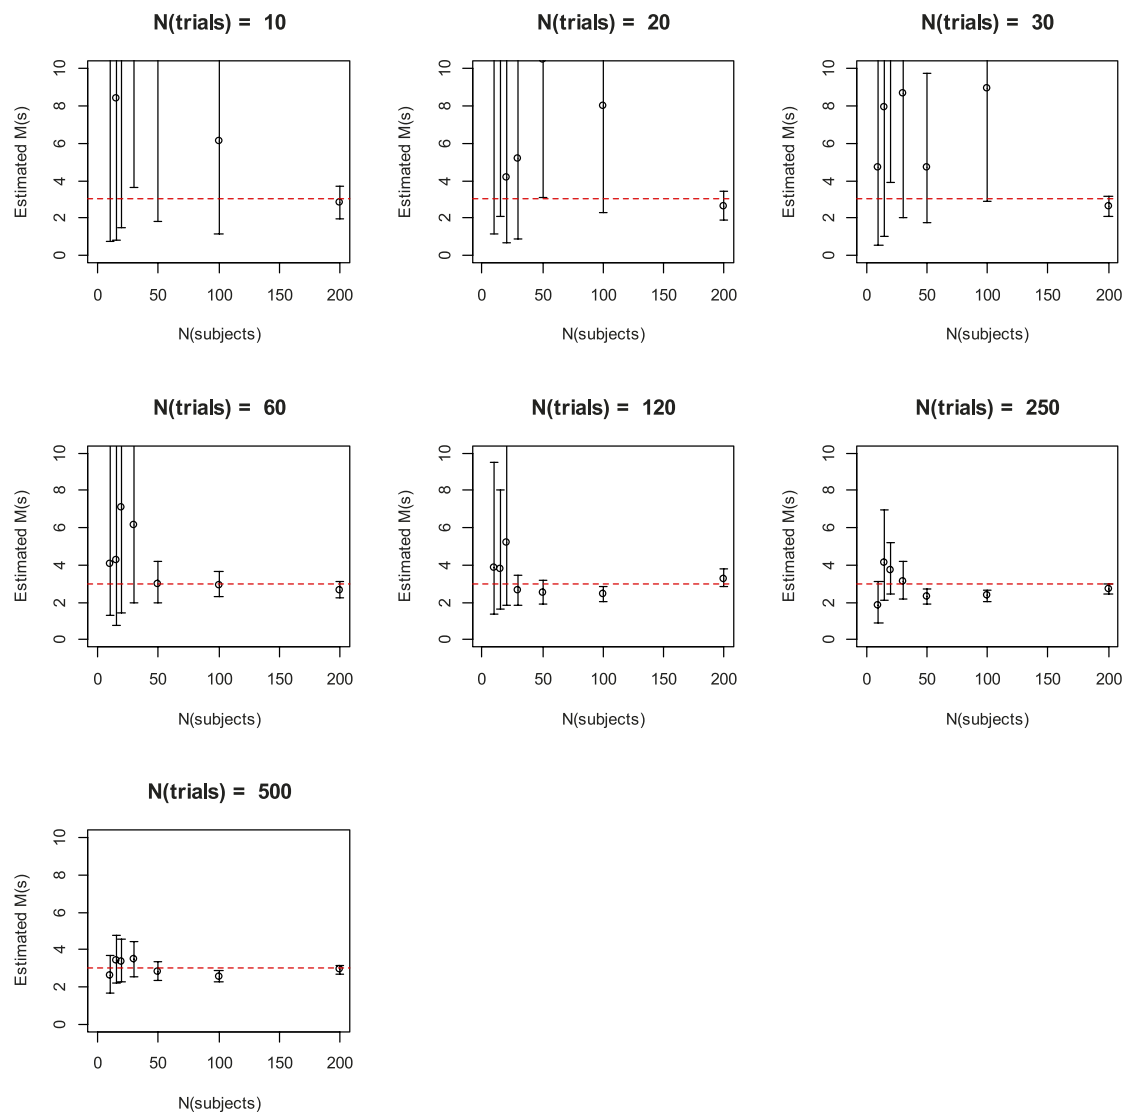 N(trials) = 10
N(trials) = 20
N(trials) = 30
Estimated M(s)
0 2 4 6 8 10
0 50 100 150 200
N(subjects)
Estimated M(s)
0 2 4 6 8 10
0 50 100 150 200
N(subjects)
Estimated M(s)
0 2 4 6 8 10
0 50 100 150 200
N(subjects)
N(trials) = 60
N(trials) = 120
N(trials) = 250
Estimated M(s)
0 2 4 6 8 10
0 50 100 150 200
N(subjects)
Estimated M(s)
0 2 4 6 8 10
0 50 100 150 200
N(subjects)
Estimated M(s)
0 2 4 6 8 10
0 50 100 150 200
N(subjects)
N(trials) = 500
Estimated M(s)
0 2 4 6 8 10
0 50 100 150 200
N(subjects)